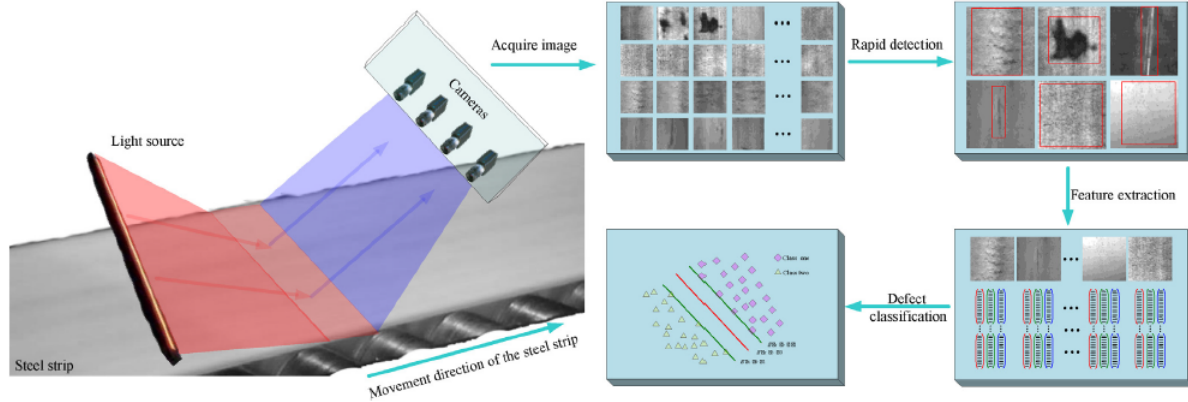 Acquire image
Rapid detection
Cameras
Light source
Feature extraction
Class one
Class two
Defect
classification
Steel strip
Movement direction of the steel strip